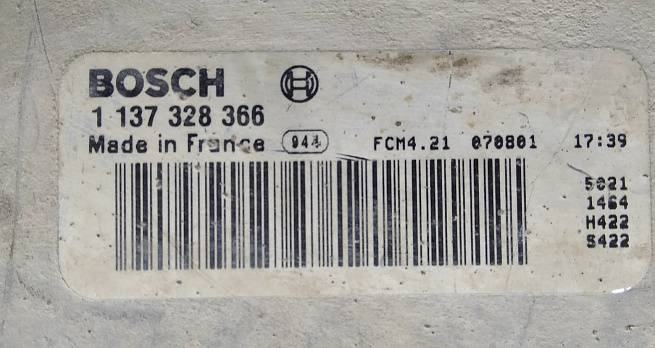 BOSCH
1 137 328 366
Made in France 944 FCM4.21 070801 17:39
5021
1464
H422
S422